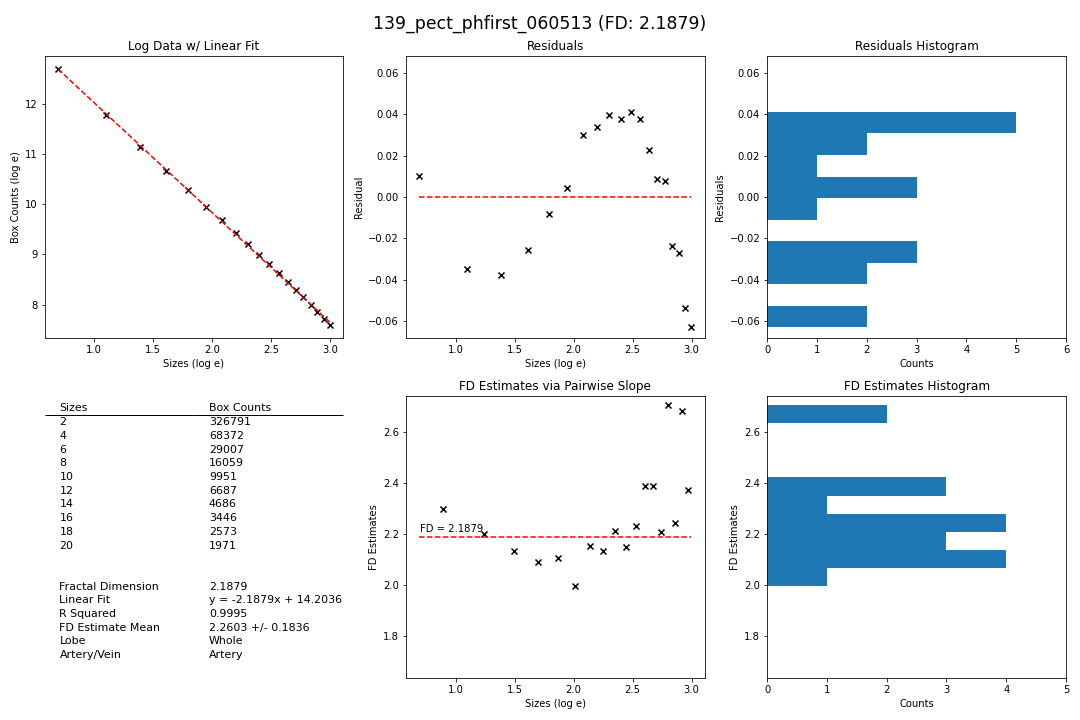 139_pect_phfirst_060513 (FD: 2.1879)
Log Data w/ Linear Fit
Box Counts (log e)
12
11
10
9
8
1.0 1.5 2.0 2.5 3.0
Sizes (log e)
Residuals
Residual
0.06
0.04
0.02
0.00
−0.02
−0.04
−0.06
1.0 1.5 2.0 2.5 3.0
Sizes (log e)
Residuals Histogram
Residuals
0.06
0.04
0.02
0.00
−0.02
−0.04
−0.06
0 1 2 3 4 5 6
Counts
Sizes Box Counts
2 326791
4 68372
6 29007
8 16059
10 9951
12 6687
14 4686
16 3446
18 2573
20 1971
Fractal Dimension 2.1879
Linear Fit y = -2.1879x + 14.2036
R Squared 0.9995
FD Estimate Mean 2.2603 +/- 0.1836
Lobe Whole
Artery/Vein Artery
FD Estimates via Pairwise Slope
FD Estimates
2.6
2.4
2.2
2.0
1.8
FD = 2.1879
1.0 1.5 2.0 2.5 3.0
Sizes (log e)
FD Estimates Histogram
FD Estimates
2.6
2.4
2.2
2.0
1.8
0 1 2 3 4 5
Counts